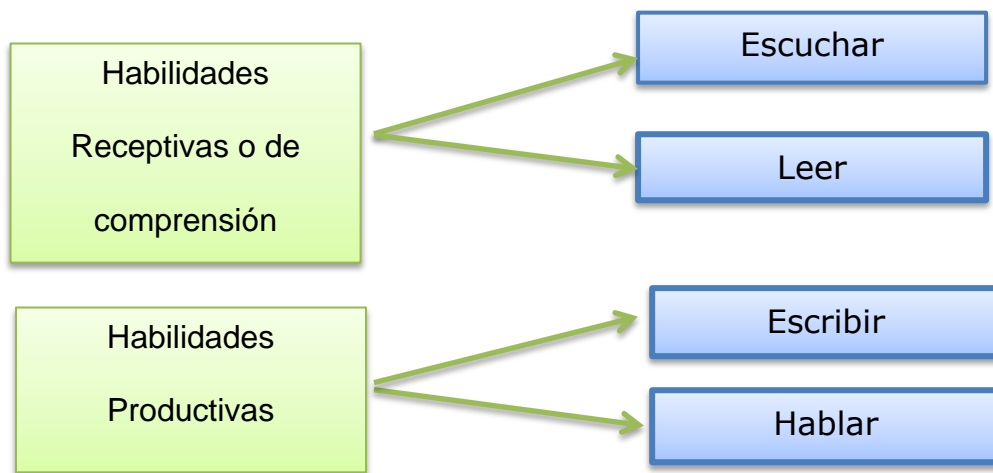 Habilidades
Receptivas o de
comprensión
Escuchar
Leer
Habilidades
Productivas
Escribir
Hablar